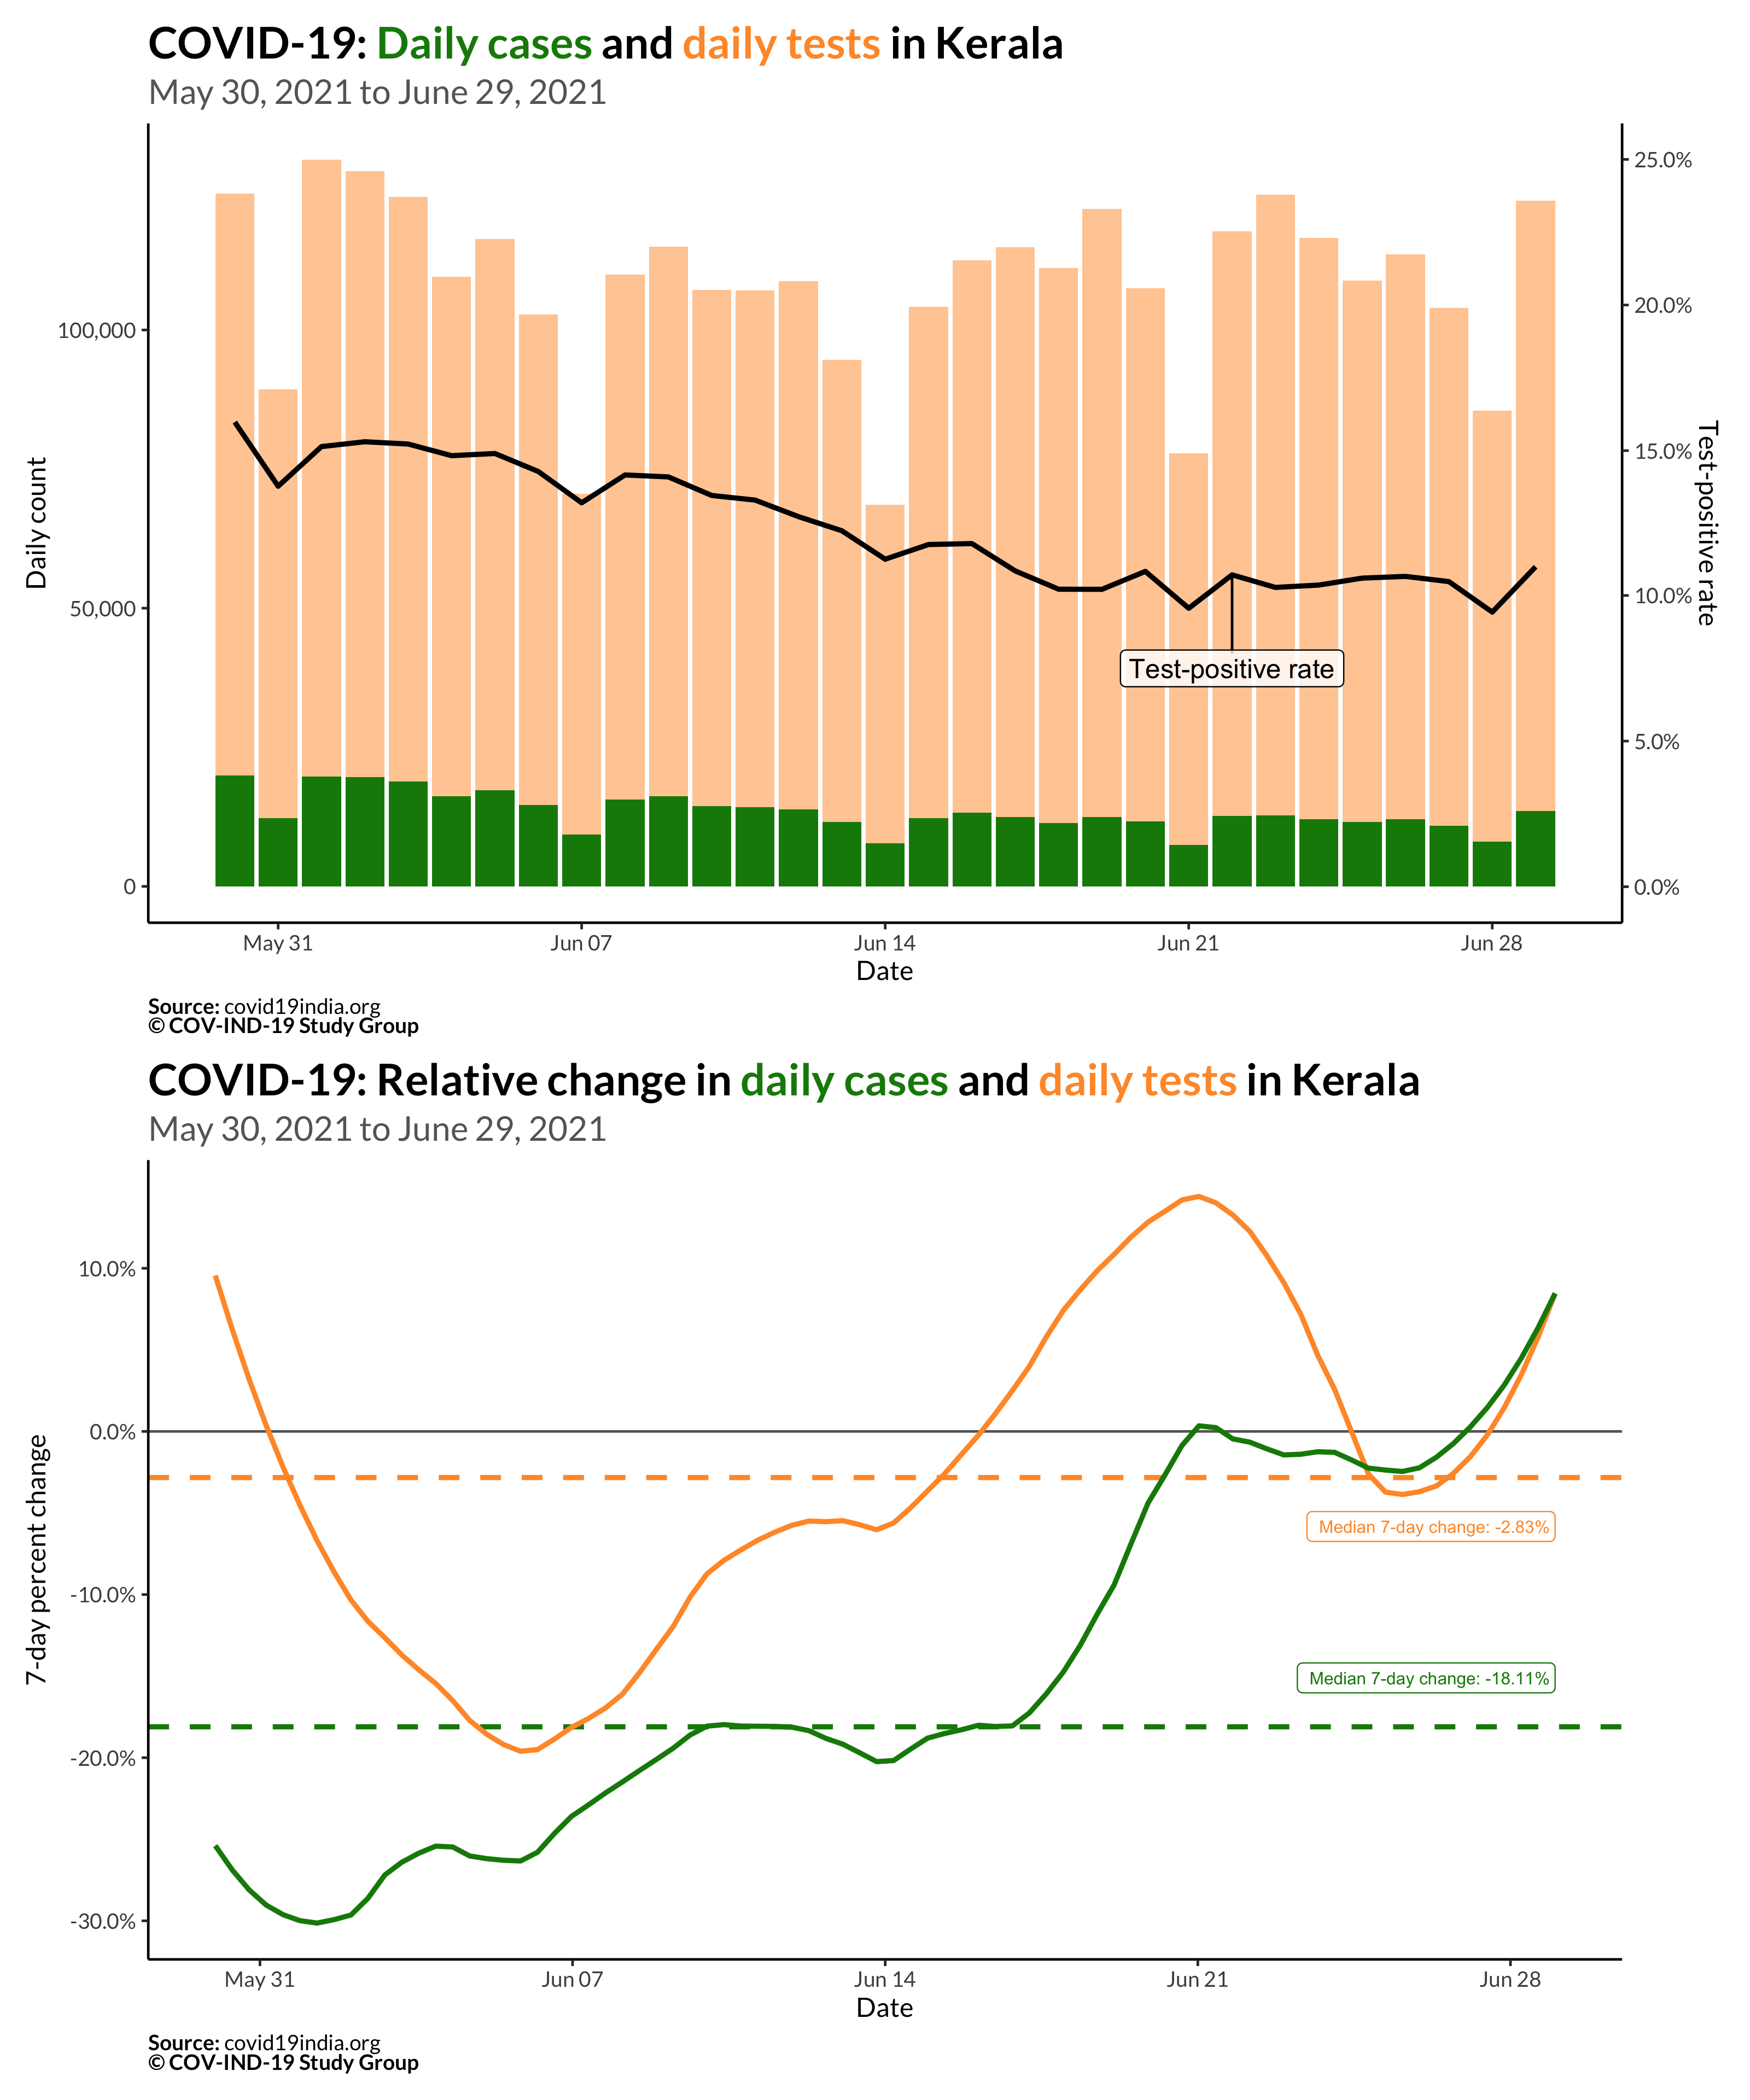 COVID-19: Daily cases and daily tests in Kerala
May 30, 2021 to June 29, 2021
Daily count
100,000
50,000
0
25.0%
20.0%
15.0%
10.0%
5.0%
0.0%
Test-positive rate
Test-positive rate
May 31
Jun 07
Jun 14
Jun 21
Jun 28
Date
Source: covid19india.org
© COV-IND-19 Study Group
COVID-19: Relative change in daily cases and daily tests in Kerala
May 30, 2021 to June 29, 2021
7-day percent change
10.0%
0.0%
-10.0%
-20.0%
-30.0%
Median 7-day change: -2.83%
Median 7-day change: -18.11%
May 31
Jun 07
Jun 14
Jun 21
Jun 28
Date
Source: covid19india.org
© COV-IND-19 Study Group